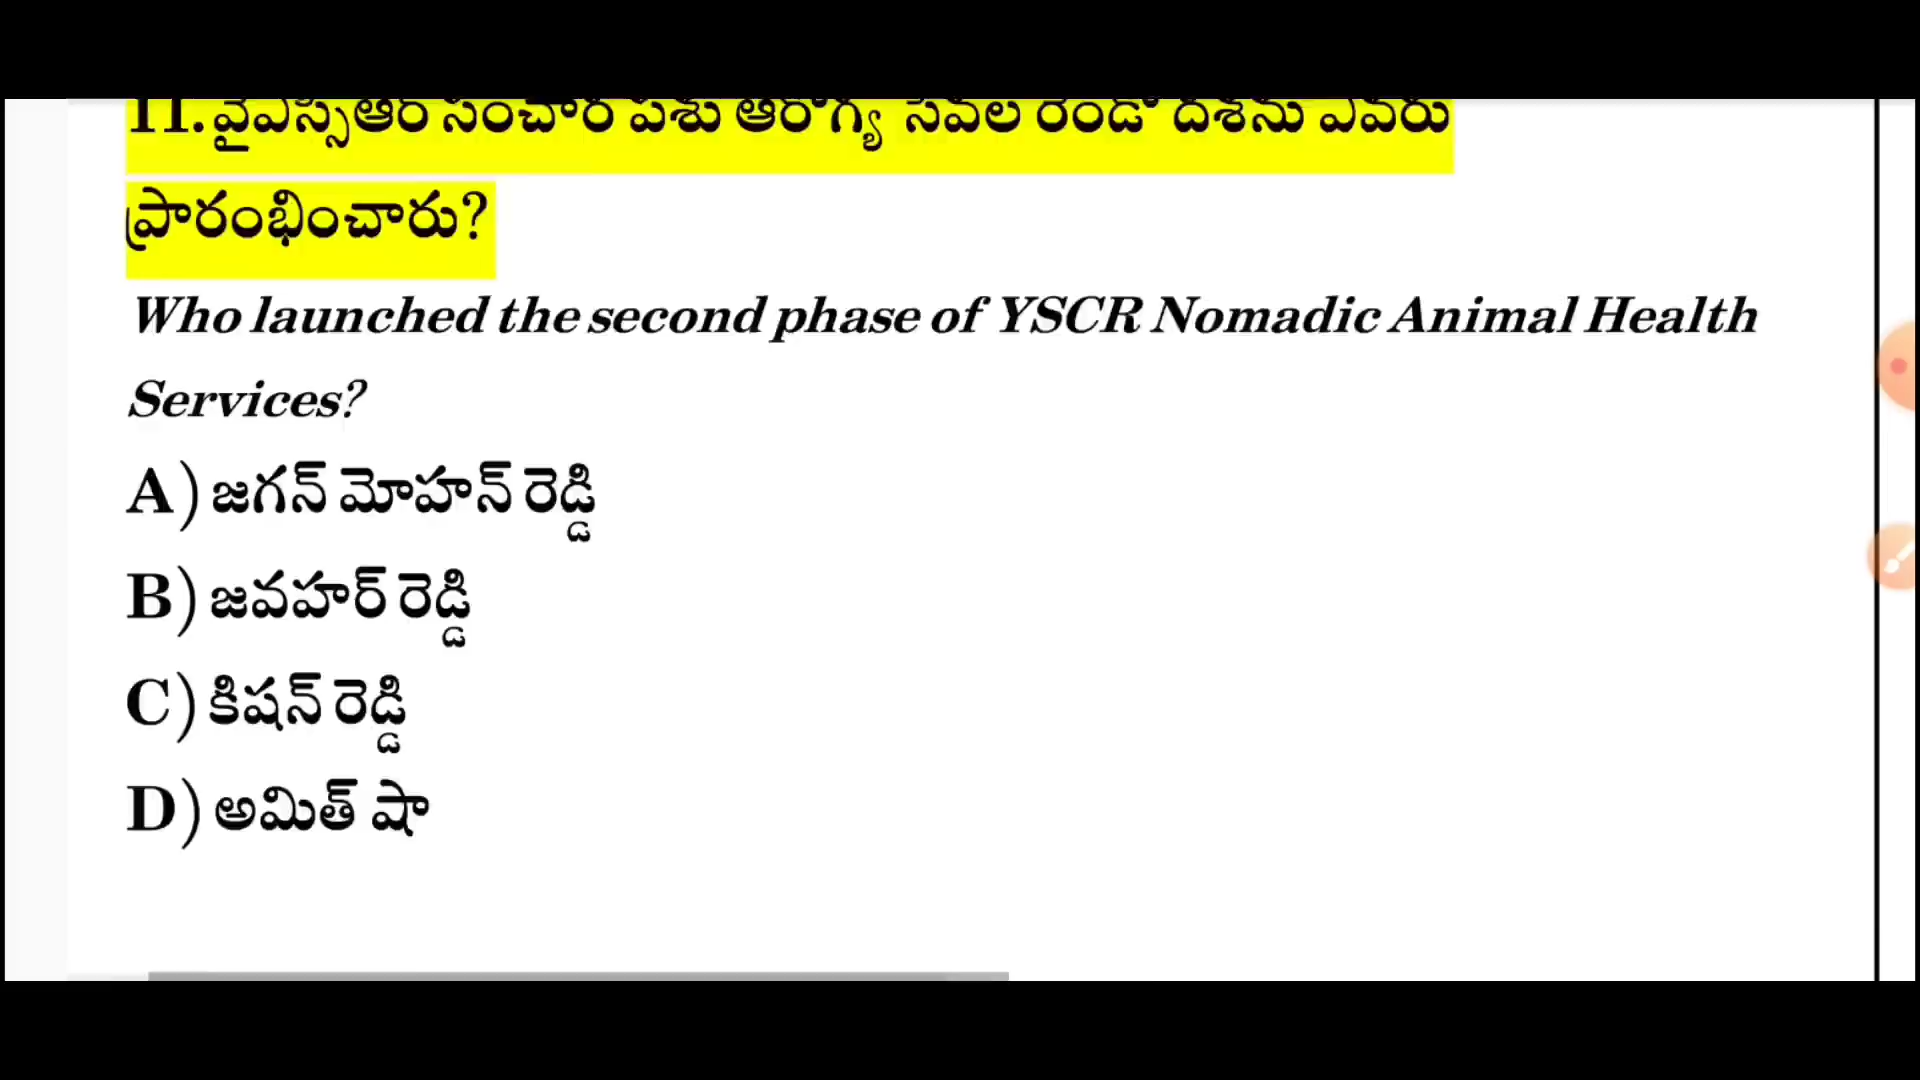 11.వైఎస్సీఆర్ సంచార పశు ఆరోగ్య సేవల రెండో దశను ఎవరు
ప్రారంభించారు?
Who launched the second phase of YSCR Nomadic Animal Health
Services?
A) జగన్ మోహన్ రెడ్డి
B) జవహర్ రెడ్డి
C) కిషన్ రెడ్డి
D) అమిత్ షా